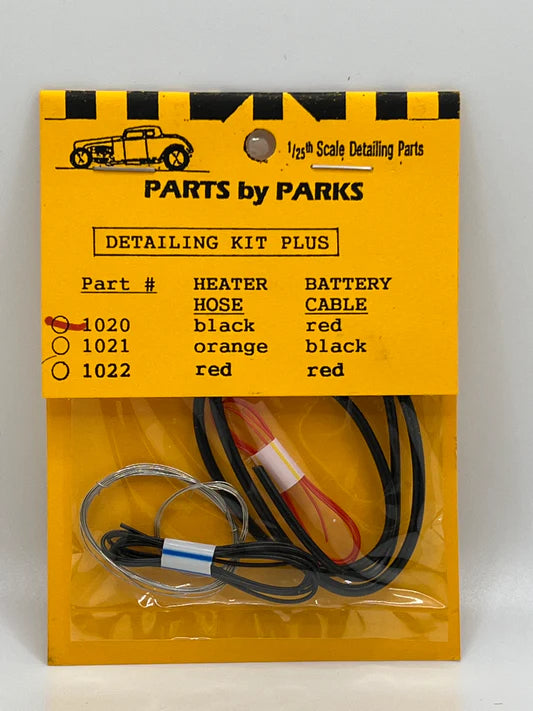 1/25th Scale Detailing Parts
PARTS by PARKS
DETAILING KIT PLUS
Part # HEATER BATTERY
HOSE CABLE
1020 black red
1021 orange black
1022 red red